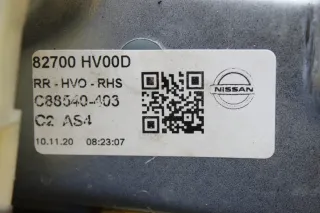 82700 HV00D
RR - HVO - RHS
C88540-403
C2 AS4
NISSAN
10.11.20 08:23:07